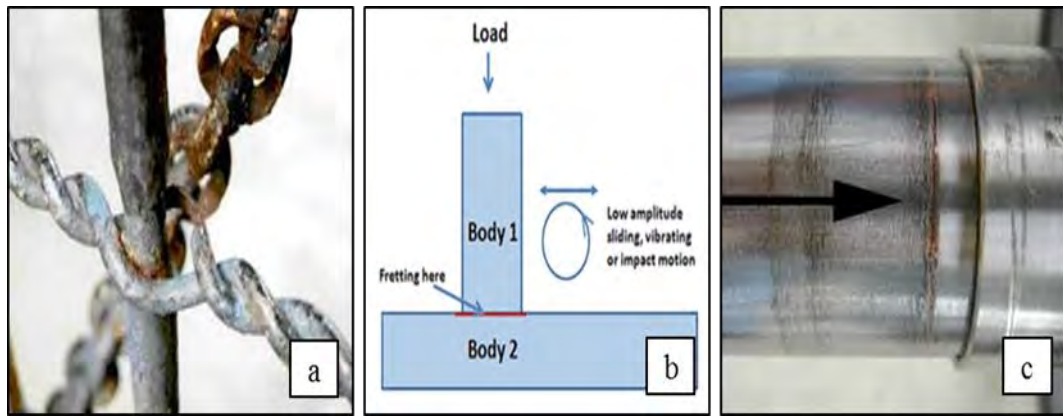 a
Load
Body 1
Low amplitude
sliding, vibrating
or impact motion
Fretting here
Body 2
b
c